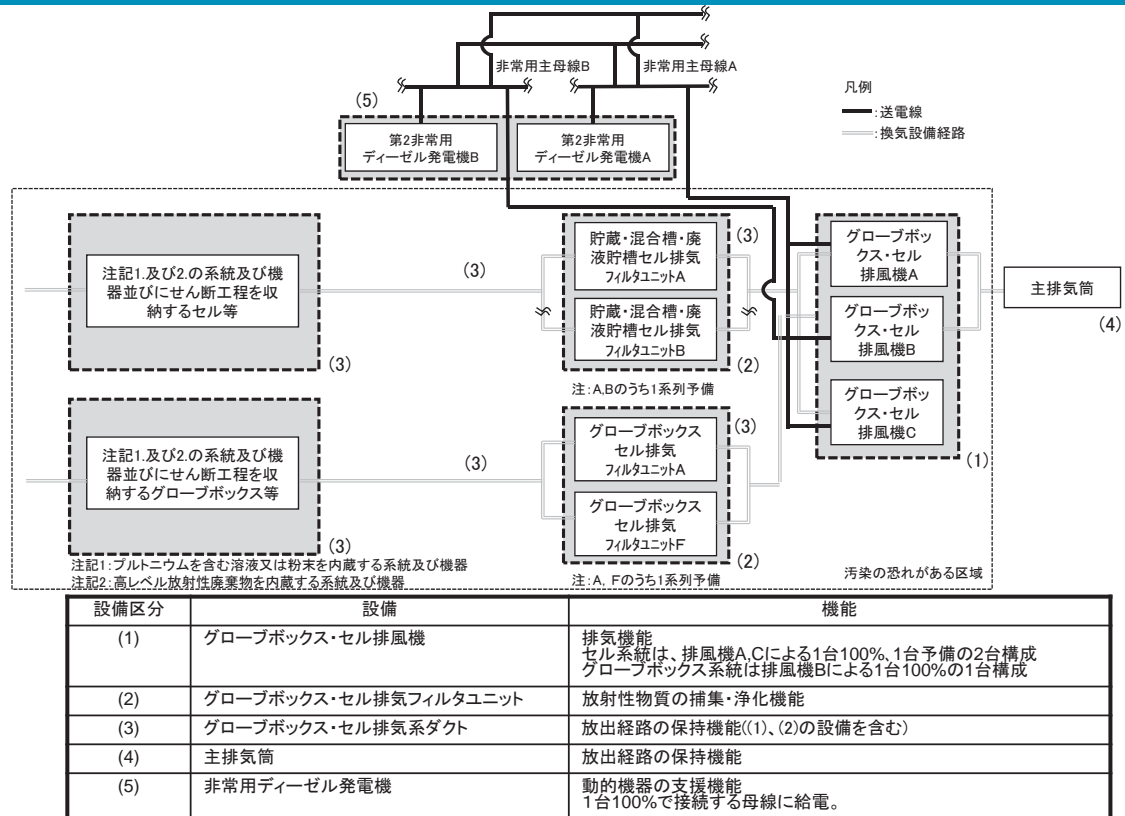 非常用主母線B
非常用主母線A
凡例
:送電線
:換気設備経路
(5)
第2非常用
ディーゼル発電機B
第2非常用
ディーゼル発電機A
注記1.及び2.の系統及び機
器並びにせん断工程を収
納するセル等
(3)
(3)
貯蔵・混合槽・廃
液貯槽セル排気
フィルタユニットA
(3)
貯蔵・混合槽・廃
液貯槽セル排気
フィルタユニットB
(2)
注:A,Bのうち1系列予備
グローブボッ
クス・セル
排風機A
グローブボッ
クス・セル
排風機B
グローブボッ
クス・セル
排風機C
(1)
主排気筒
(4)
注記1.及び2.の系統及び機
器並びにせん断工程を収
納するグローブボックス等
(3)
(3)
グローブボックス
セル排気
フィルタユニットA
(3)
グローブボックス
セル排気
フィルタユニットF
(2)
注:A, Fのうち1系列予備
注記1:プルトニウムを含む溶液又は粉末を内蔵する系統及び機器
注記2:高レベル放射性廃棄物を内蔵する系統及び機器
汚染の恐れがある区域
設備区分 設備 機能
(1) グローブボックス・セル排風機 排気機能
セル系統は、排風機A,Cによる1台100%、1台予備の2台構成
グローブボックス系統は排風機Bによる1台100%の1台構成
(2) グローブボックス・セル排気フィルタユニット 放射性物質の捕集・浄化機能
(3) グローブボックス・セル排気系ダクト 放出経路の保持機能((1)、(2)の設備を含む)
(4) 主排気筒 放出経路の保持機能
(5) 非常用ディーゼル発電機 動的機器の支援機能
1台100%で接続する母線に給電。